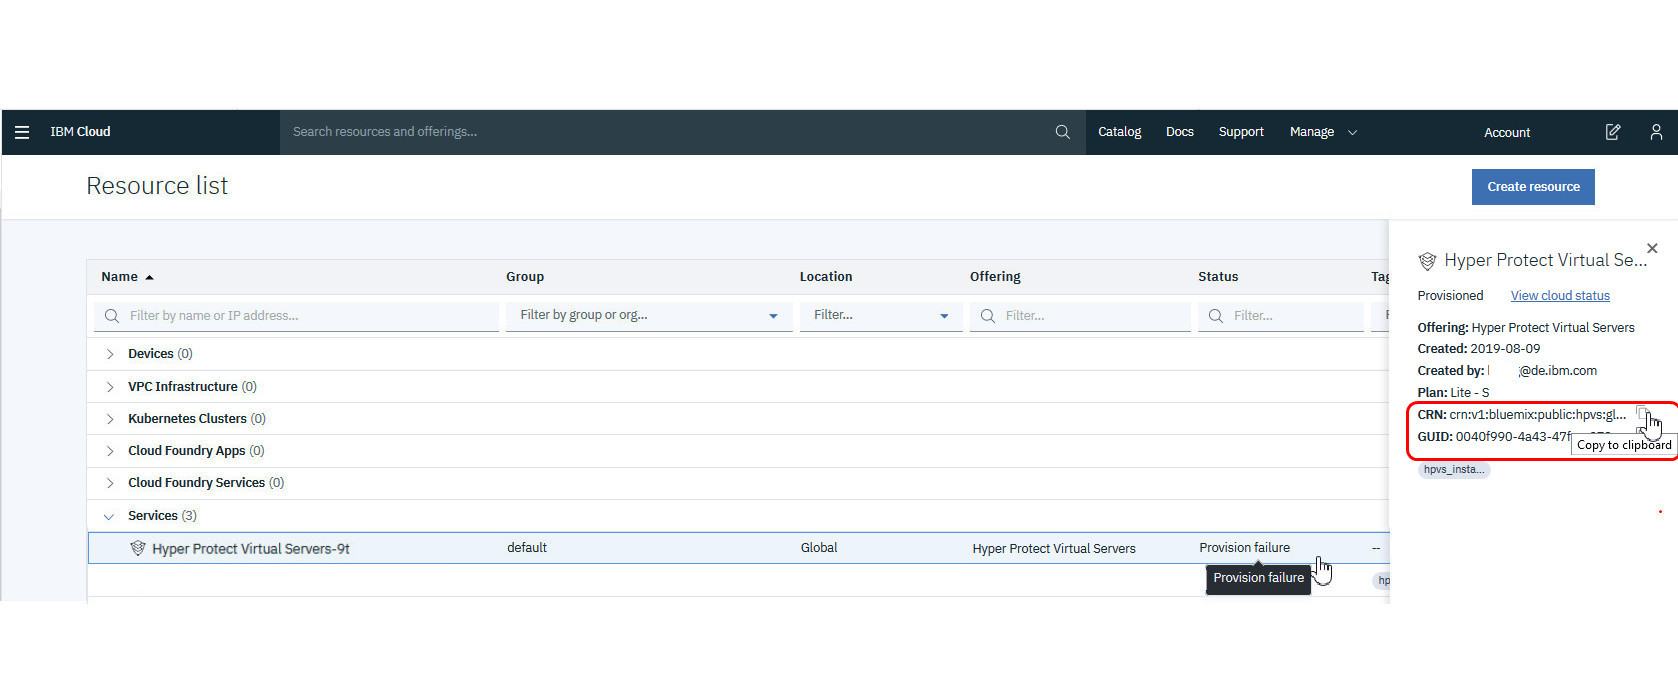 IBM Cloud
Search resources and offerings...
Catalog
Docs
Support
Manage
Account
Resource list
Create resource
Name
Group
Location
Offering
Status
Filter by name or IP address...
Filter by group or org...
Filter...
Filter...
Filter...
Devices (0)
VPC Infrastructure (0)
Kubernetes Clusters (0)
Cloud Foundry Apps (0)
Cloud Foundry Services (0)
Services (3)
Hyper Protect Virtual Servers-9t
default
Global
Hyper Protect Virtual Servers
Provision failure
--
Provision failure
hp
Hyper Protect Virtual Se...
Provisioned
View cloud status
Offering: Hyper Protect Virtual Servers
Created: 2019-08-09
Created by: @de.ibm.com
Plan: Lite - S
CRN: crn:v1:bluemix:public:hpvs:gl...
GUID: 0040f990-4a43-47f
Copy to clipboard
hpvs_insta...